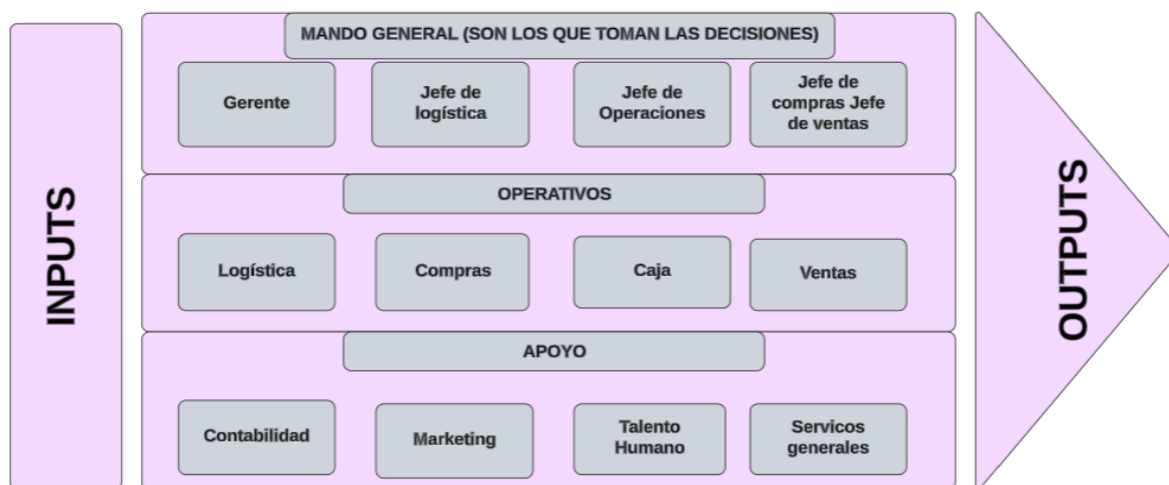 MANDO GENERAL (SON LOS QUE TOMAN LAS DECISIONES)
Gerente
Jefe de
logística
Jefe de
Operaciones
Jefe de
compras Jefe
de ventas
INPUTS
OPERATIVOS
Logística
Compras
Caja
Ventas
OUTPUTS
APOYO
Contabilidad
Marketing
Talento
Humano
Servicos
generales